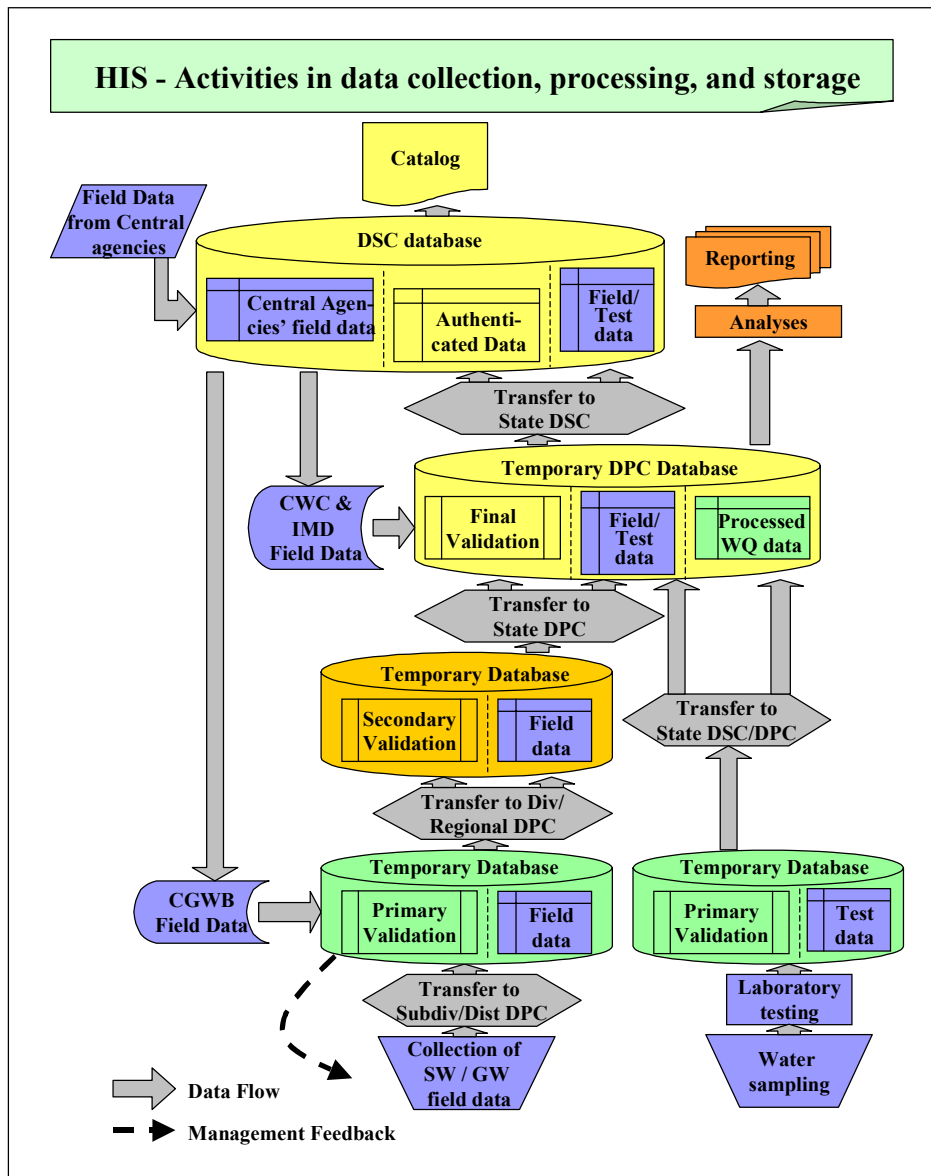 HIS - Activities in data collection, processing, and storage
Catalog
Field Data
from Central
agencies
DSC database
Central Agen-
cies' field data
Authenti-
cated Data
Field/
Test
data
Reporting
Analyses
Transfer to
State DSC
Temporary DPC Database
CWC &
IMD
Field Data
Final
Validation
Field/
Test
data
Processed
WQ data
Transfer to
State DPC
Temporary Database
Secondary
Validation
Field
data
Transfer to
State DSC/DPC
Transfer to Div/
Regional DPC
Temporary Database
CGWB
Field Data
Primary
Validation
Field
data
Temporary Database
Primary
Validation
Test
data
Transfer to
Subdiv/Dist DPC
Laboratory
testing
Collection of
SW / GW
field data
Water
sampling
Data Flow
Management Feedback